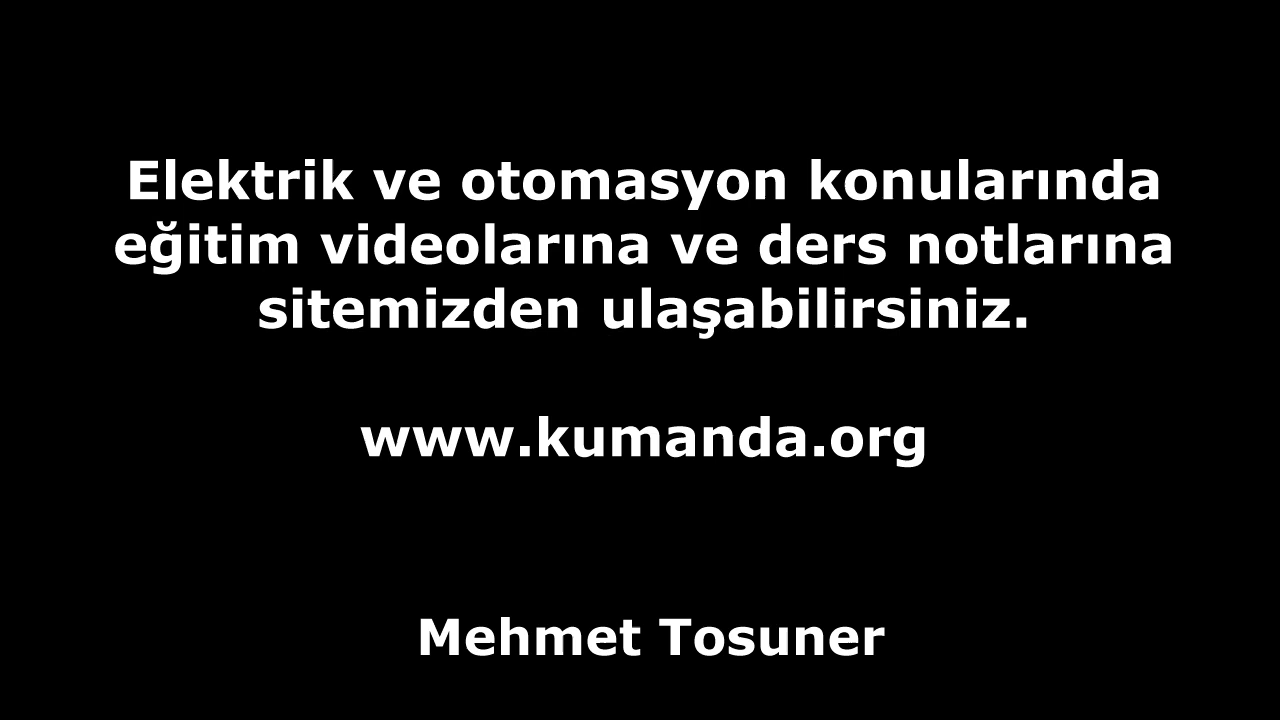 Elektrik ve otomasyon konularında
eğitim videolarına ve ders notlarına
sitemizden ulaşabilirsiniz.
www.kumanda.org
Mehmet Tosuner